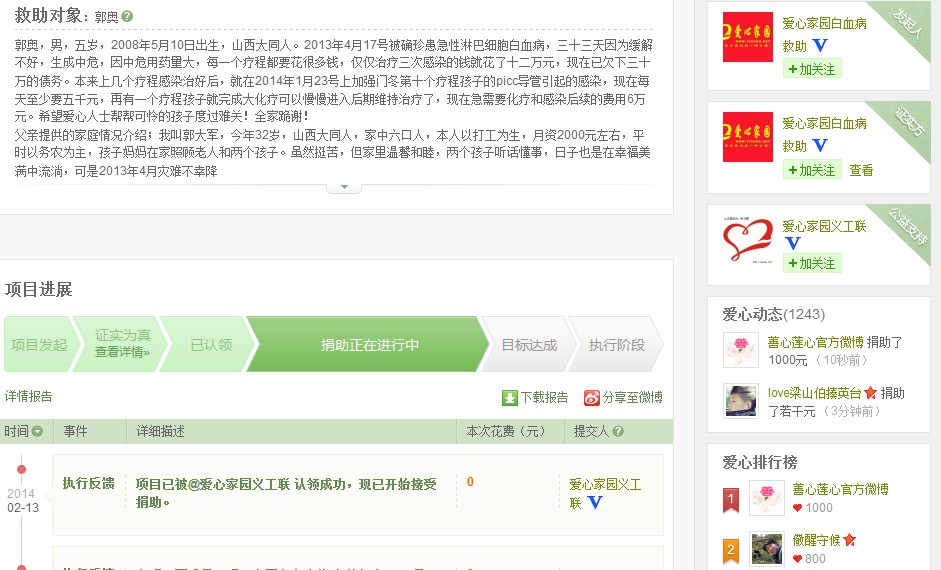 救助对象：郭奥
郭奥，男，五岁，2008年5月10日出生，山西大同人。2013年4月17号被确珍患急性淋巴细胞白血病，三十三天因为缓解
不好，生成中危，因中危用药量大，每一个疗程都要花很多钱，仅仅治疗三次感染的钱就花了十二万元，现在已欠下三十
万的债务。本来上几个疗程感染治好后，就在2014年1月23号上加强门冬第十个疗程孩子的picc导管引起的感染，现在每
天至少要五千元，再有一个疗程孩子就完成大化疗可以慢慢进入后期维持治疗了，现在急需要化疗和感染后续的费用6万
元。希望爱心人士帮帮可怜的孩子度过难关！全家跪谢！
父亲提供的家庭情况介绍；我叫郭大军，今年32岁，山西大同人，家中六口人，本人以打工为生，月资2000元左右，平
时以务农为主，孩子妈妈在家照顾老人和两个孩子。虽然挺苦，但家里温馨和睦，两个孩子听话懂事，日子也是在幸福美
满中流淌，可是2013年4月灾难不幸降
项目进展
项目发起
证实为真
查看详情»
已认领
捐助正在进行中
目标达成
执行阶段
详情报告
下载报告
分享至微博
时间 事件 详细描述 本次花费（元） 提交人
2014
02-13
执行反馈
项目已被@爱心家园义工联 认领成功，现已开始接受
捐助。
0
爱心家园义工
联 V
爱心家园
爱心家园白血病
救助 V
+加关注
发起人
爱心家园
爱心家园白血病
救助 V
+加关注 查看
证实方
爱心家园义工联
V
+加关注
公益支持
爱心动态(1243)
善心莲心官方微博 捐助了
1000元（10秒前）
love梁山伯揍英台 捐助
了若干元（3分钟前）
爱心排行榜
1
善心莲心官方微博
1000
2
儆醒守候
800